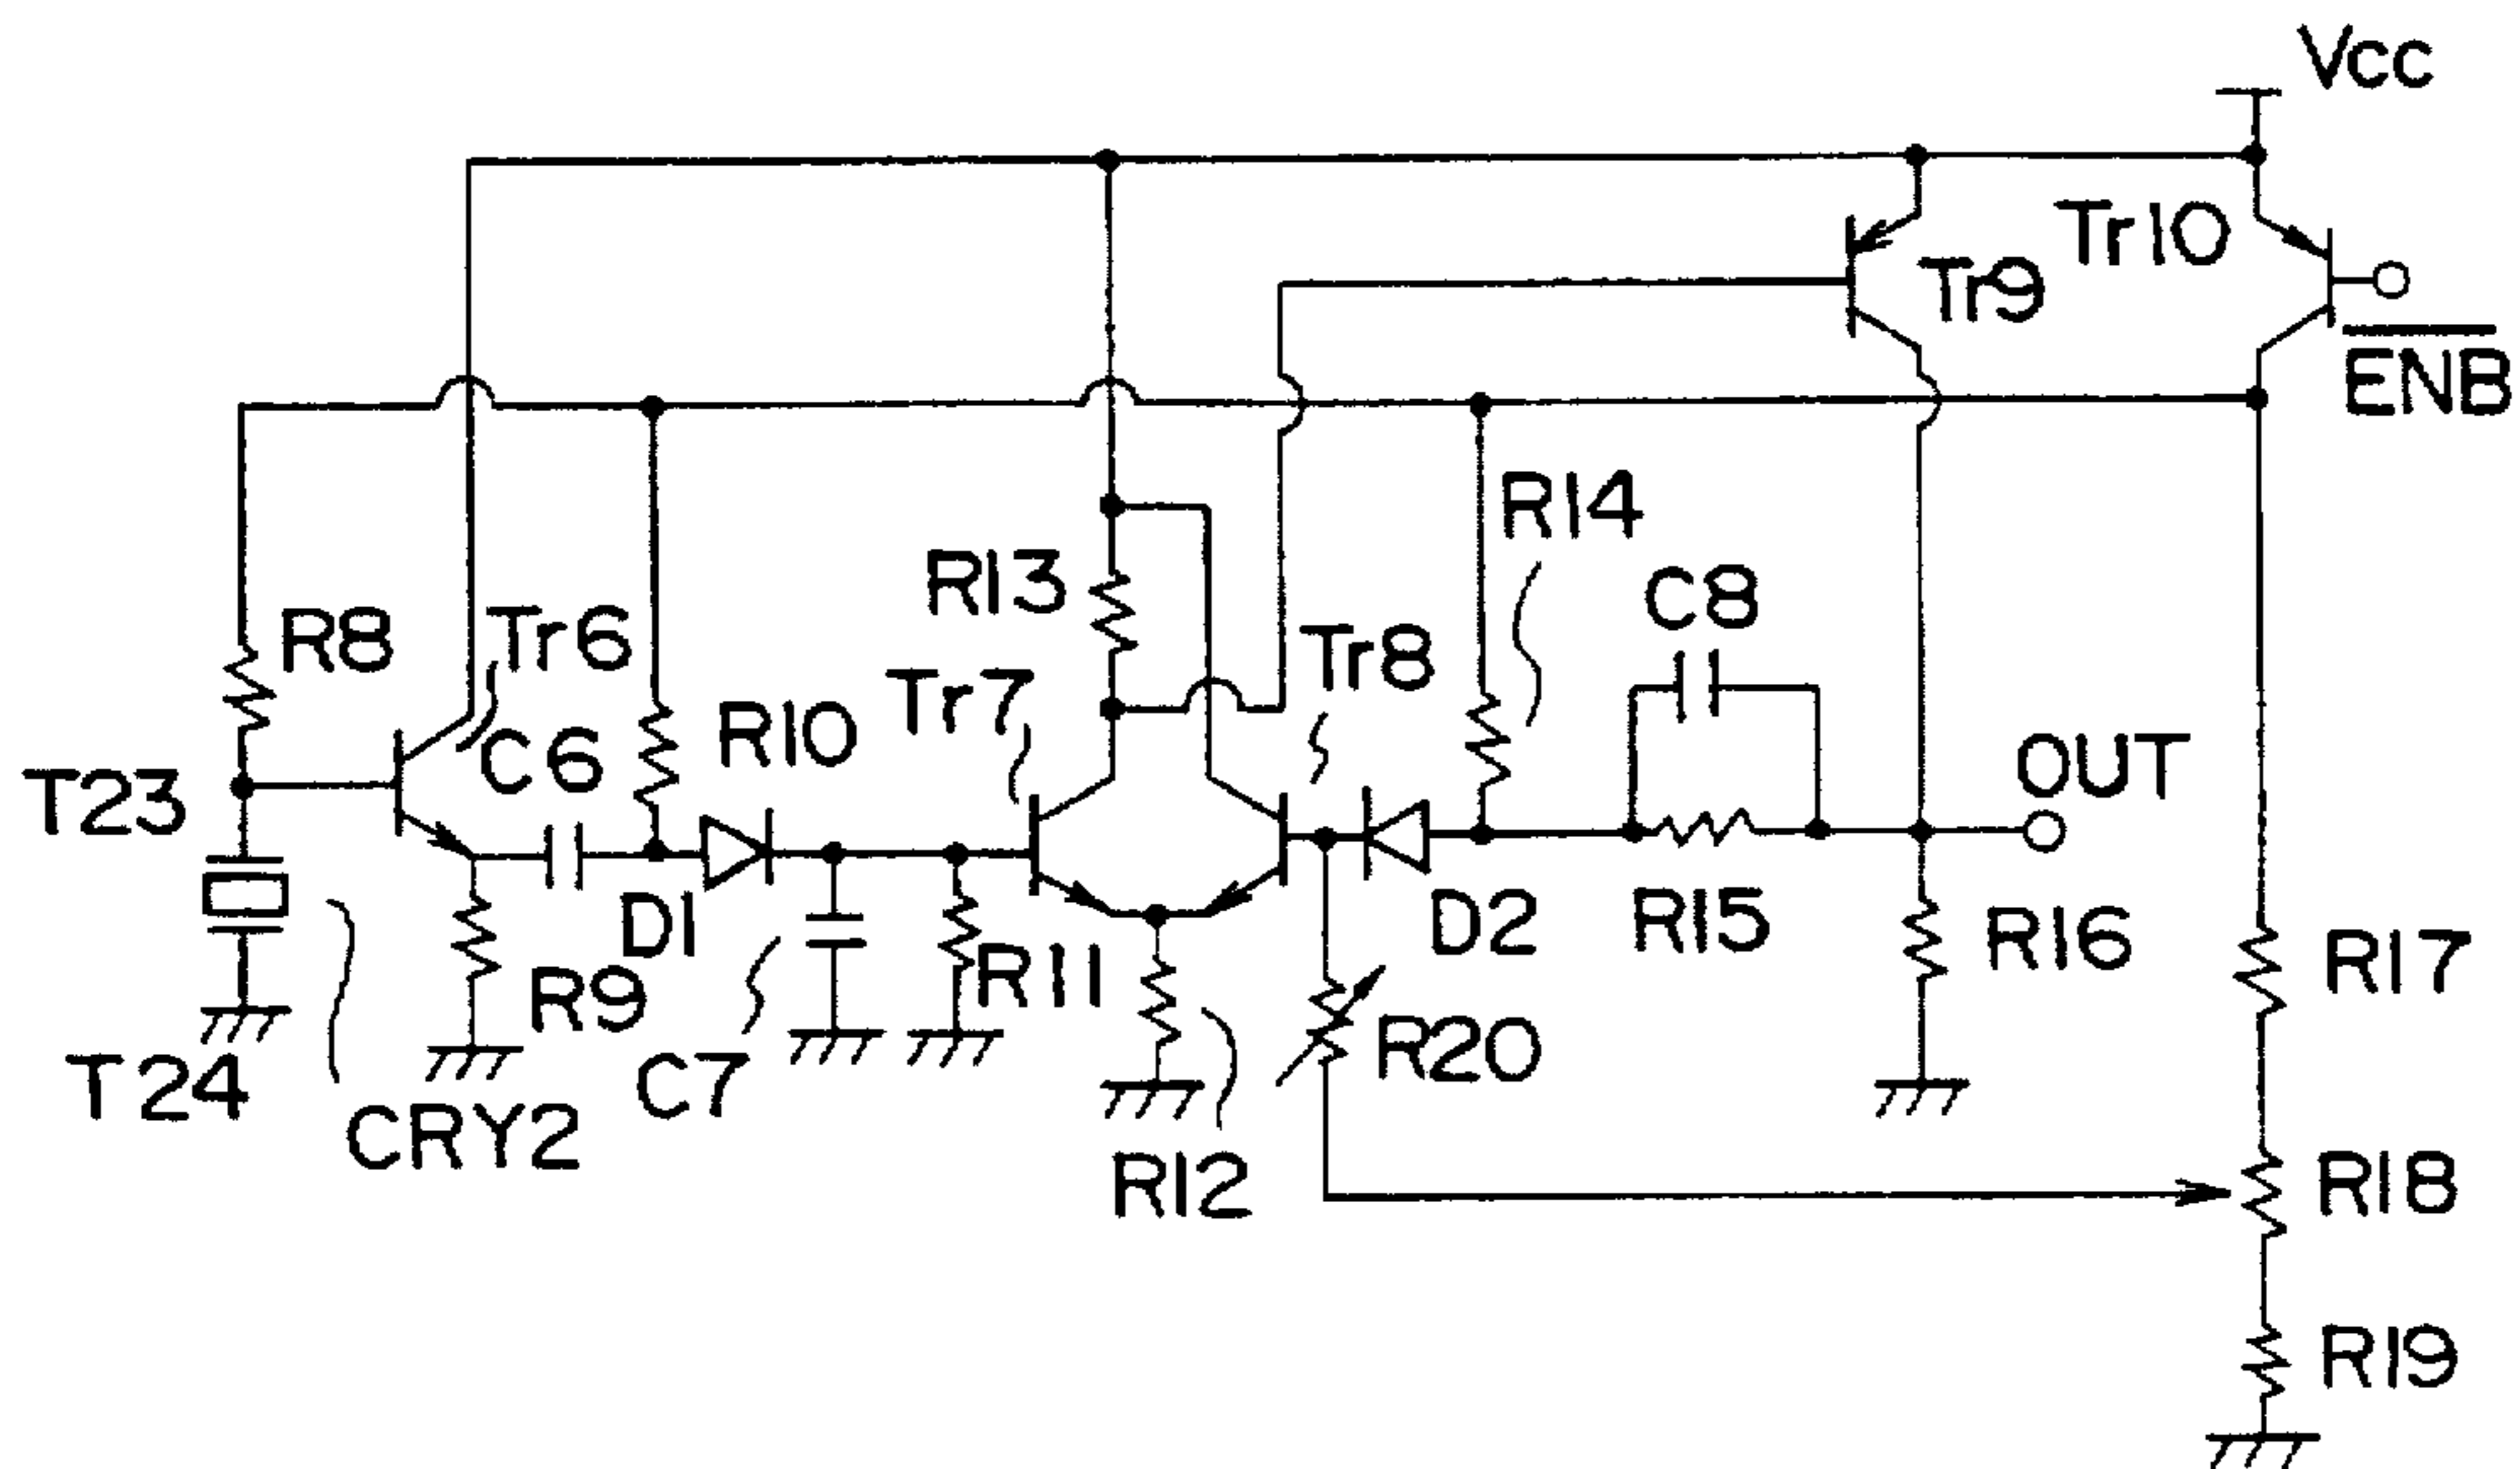 Vcc
Tr10
Tr9
ENB
R14
R13
C8
R8
Tr6
Tr8
Tr7
R10
C6
OUT
T23
D1
D2
R15
R16
R17
R9
R11
R20
T24
C7
CRY2
R12
R18
R19